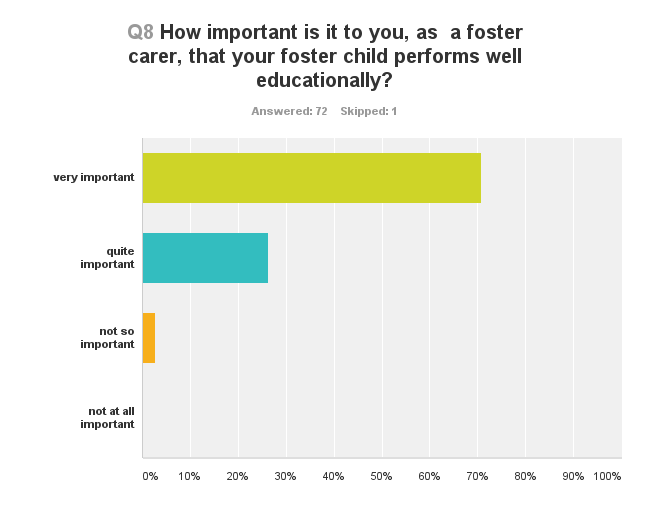 Q8 How important is it to you, as  a foster
carer, that your foster child performs well
educationally?
Answered: 72    Skipped: 1
very important
quite
important
not so
important
not at all
important
0% 10% 20% 30% 40% 50% 60% 70% 80% 90% 100%